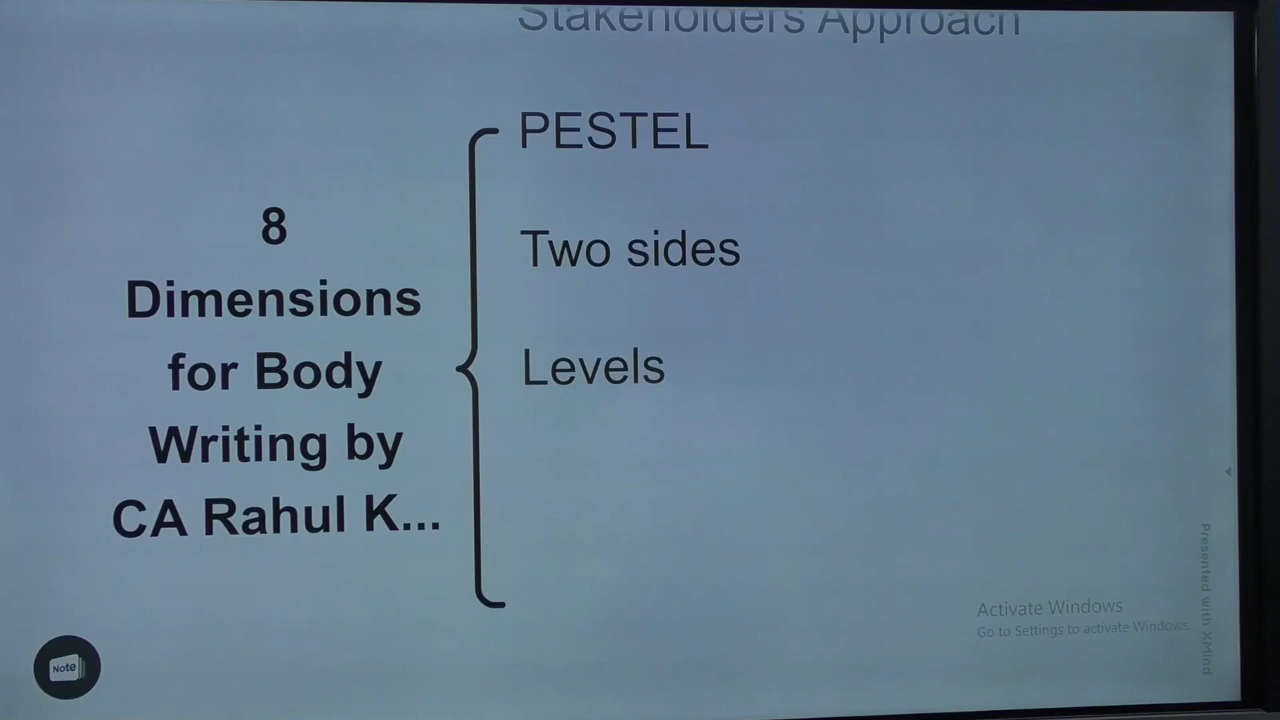 Stakeholders Approach
PESTEL
Two sides
Levels
8
Dimensions
for Body
Writing by
CA Rahul K...
Note
Activate Windows
Go to Settings to activate Windows.
Presented with XMind